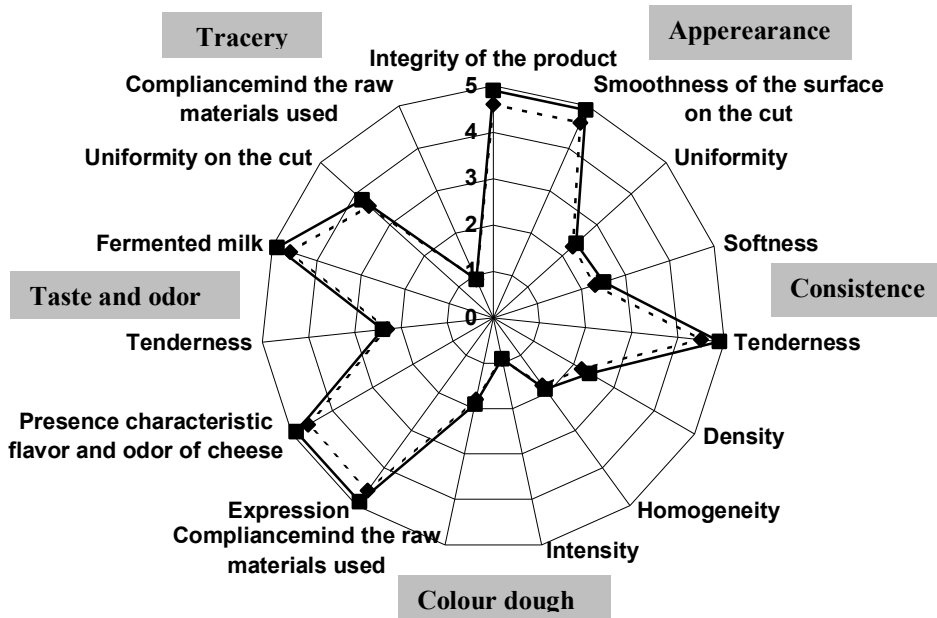 Tracery
Apperearance
Integrity of the product
Compliancemind the raw
materials used
Smoothness of the surface
on the cut
5
4
3
2
1
0
Uniformity on the cut
Uniformity
Fermented milk
Softness
Taste and odor
Consistence
Tenderness
Tenderness
Presence characteristic
flavor and odor of cheese
Density
Expression
Homogeneity
Compliancemind the raw
materials used
Intensity
Colour dough